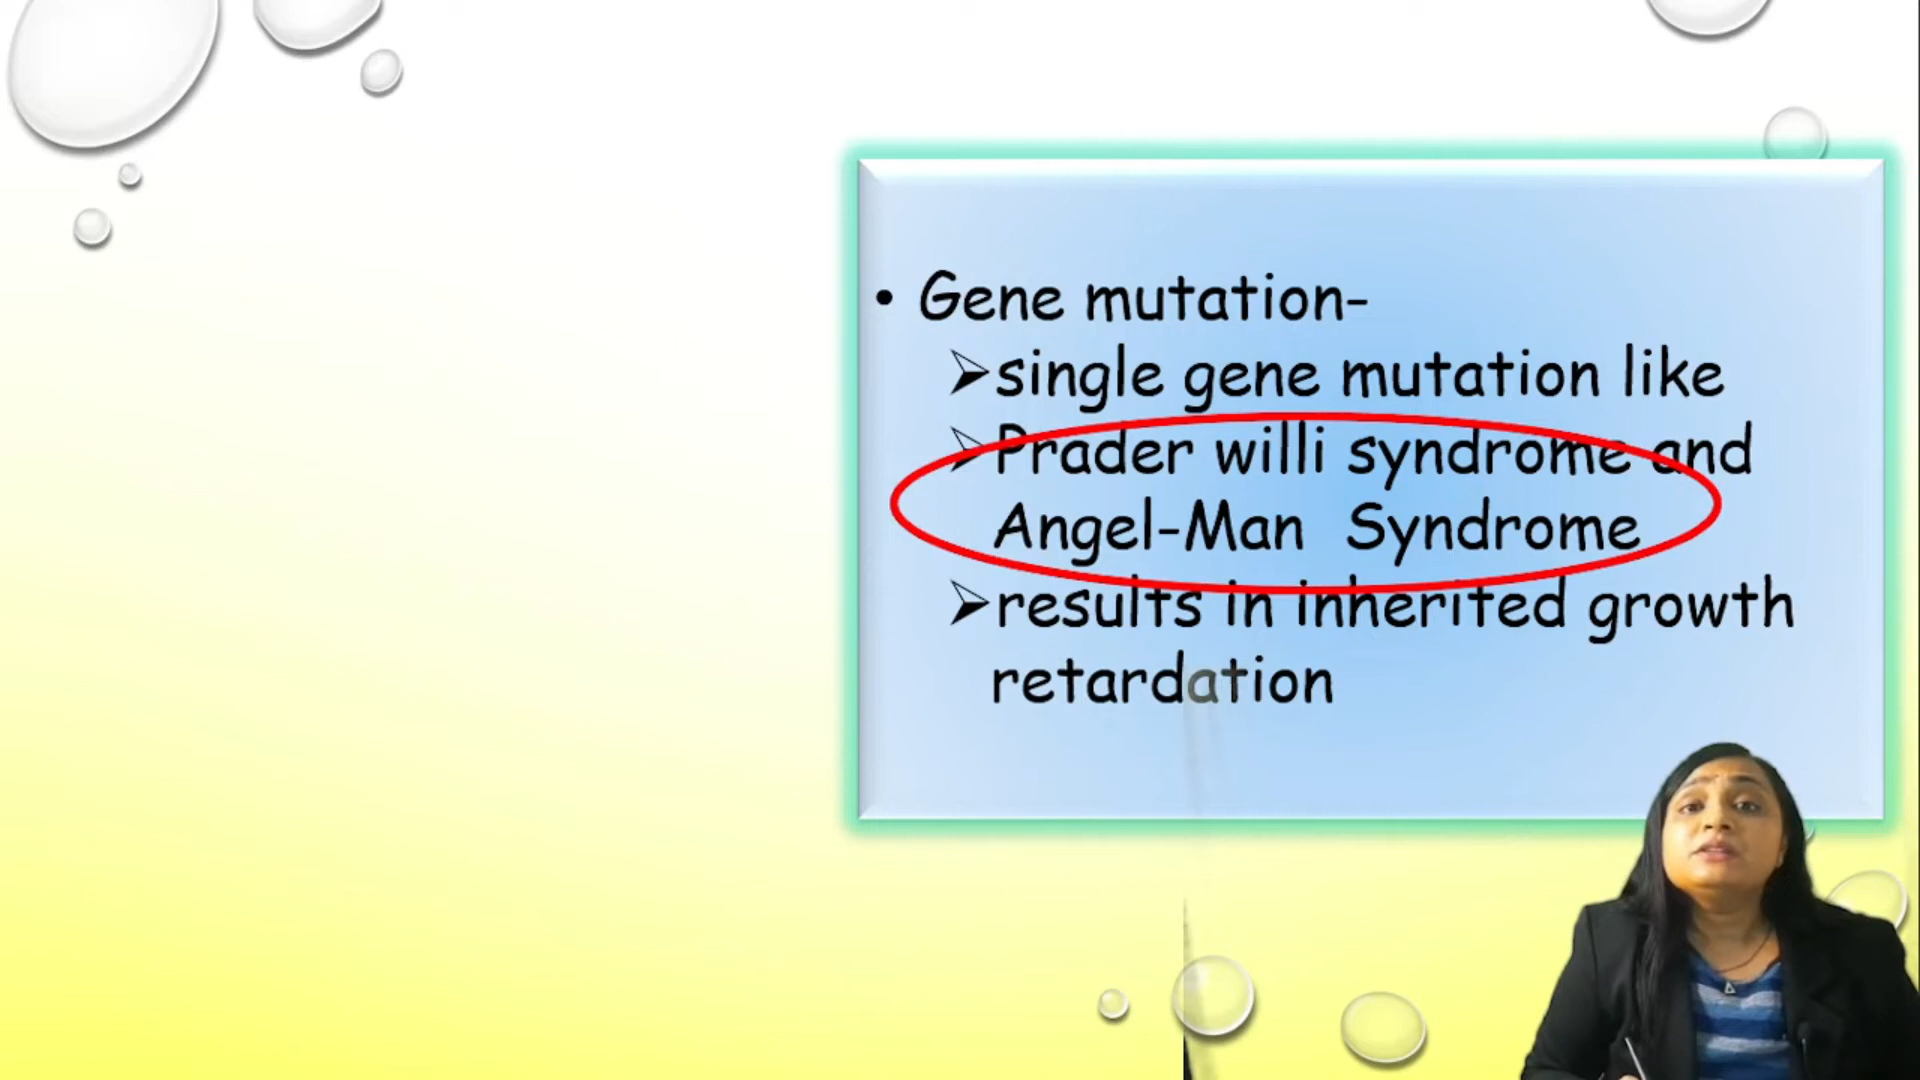 • Gene mutation-
➢single gene mutation like
➢Prader willi syndrome and
Angel-Man Syndrome
➢results in inherited growth
retardation